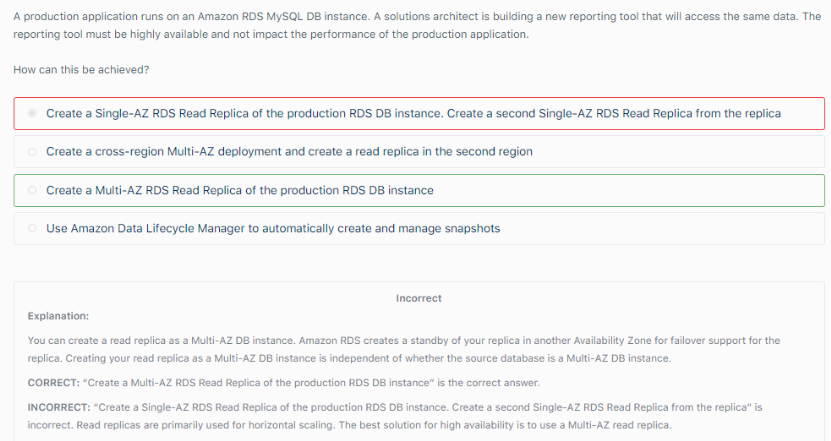 A production application runs on an Amazon RDS MySQL DB instance. A solutions architect is building a new reporting tool that will access the same data. The
reporting tool must be highly available and not impact the performance of the production application.
How can this be achieved?
Create a Single-AZ RDS Read Replica of the production RDS DB instance. Create a second Single-AZ RDS Read Replica from the replica
Create a cross-region Multi-AZ deployment and create a read replica in the second region
Create a Multi-AZ RDS Read Replica of the production RDS DB instance
Use Amazon Data Lifecycle Manager to automatically create and manage snapshots
Incorrect
Explanation:
You can create a read replica as a Multi-AZ DB instance. Amazon RDS creates a standby of your replica in another Availability Zone for failover support for the
replica. Creating your read replica as a Multi-AZ DB instance is independent of whether the source database is a Multi-AZ DB instance.
CORRECT: "Create a Multi-AZ RDS Read Replica of the production RDS DB instance" is the correct answer.
INCORRECT: "Create a Single-AZ RDS Read Replica of the production RDS DB instance. Create a second Single-AZ RDS Read Replica from the replica" is
incorrect. Read replicas are primarily used for horizontal scaling. The best solution for high availability is to use a Multi-AZ read replica.